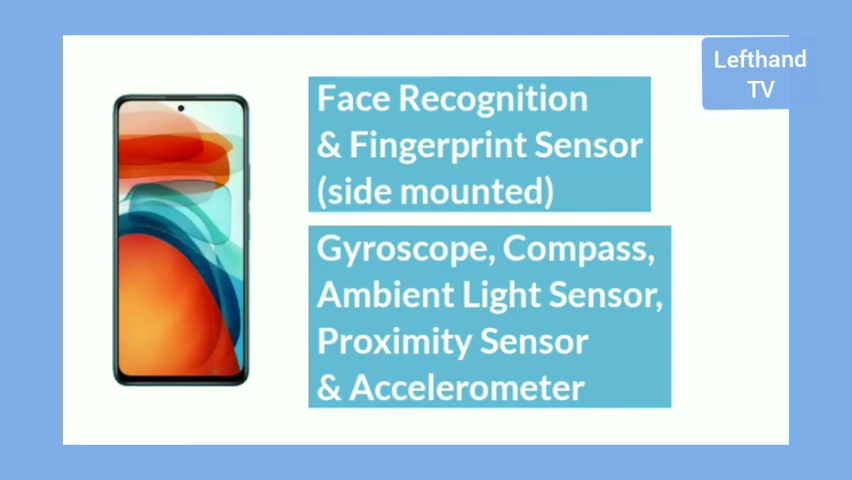 Lefthand
TV
Face Recognition
& Fingerprint Sensor
(side mounted)
Gyroscope, Compass,
Ambient Light Sensor,
Proximity Sensor
& Accelerometer